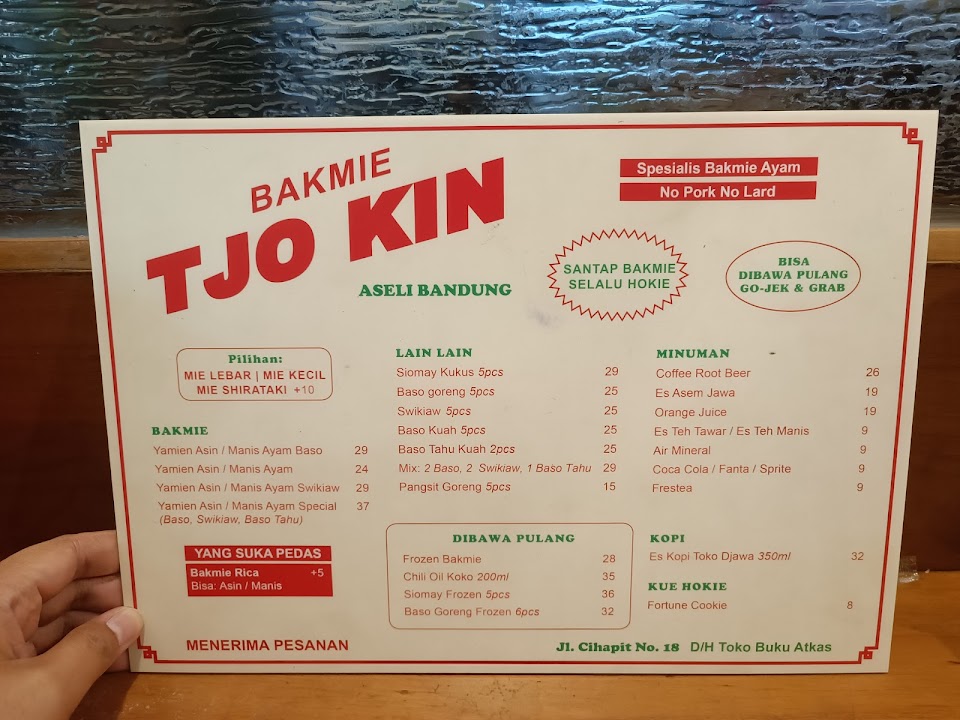 BAKMIE
TJO KIN
ASELI BANDUNG
Spesialis Bakmie Ayam
No Pork No Lard
SANTAP BAKMIE
SELALU HOKIE
BISA
DIBAWA PULANG
GO-JEK & GRAB
Pilihan:
MIE LEBAR | MIE KECIL
MIE SHIRATAKI +10
BAKMIE
Yamien Asin / Manis Ayam Baso 29
Yamien Asin / Manis Ayam 24
Yamien Asin / Manis Ayam Swikiaw 29
Yamien Asin / Manis Ayam Special 37
(Baso, Swikiaw, Baso Tahu)
YANG SUKA PEDAS
Bakmie Rica +5
Bisa: Asin / Manis
LAIN LAIN
Siomay Kukus 5pcs 29
Baso goreng 5pcs 25
Swikiaw 5pcs 25
Baso Kuah 5pcs 25
Baso Tahu Kuah 2pcs 25
Mix: 2 Baso, 2 Swikiaw, 1 Baso Tahu 29
Pangsit Goreng 5pcs 15
DIBAWA PULANG
Frozen Bakmie 28
Chili Oil Koko 200ml 35
Siomay Frozen 5pcs 36
Baso Goreng Frozen 6pcs 32
MINUMAN
Coffee Root Beer 26
Es Asem Jawa 19
Orange Juice 19
Es Teh Tawar / Es Teh Manis 9
Air Mineral 9
Coca Cola / Fanta / Sprite 9
Frestea 9
KOPI
Es Kopi Toko Djawa 350ml 32
KUE HOKIE
Fortune Cookie 8
MENERIMA PESANAN
Jl. Cihapit No. 18 D/H Toko Buku Atkas